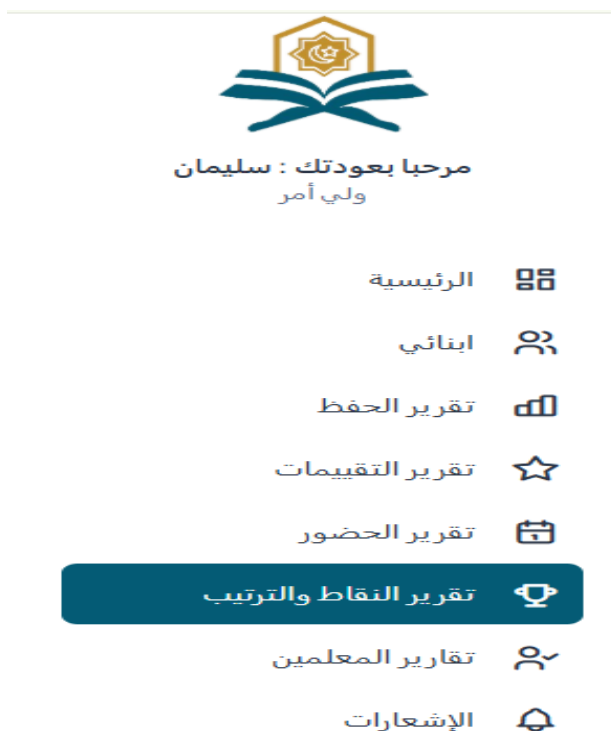 مرحبا بعودتك : سليمان
ولي أمر
الرئيسية
ابنائي
تقرير الحفظ
تقرير التقييمات
تقرير الحضور
تقرير النقاط والترتيب
تقارير المعلمين
الإشعارات